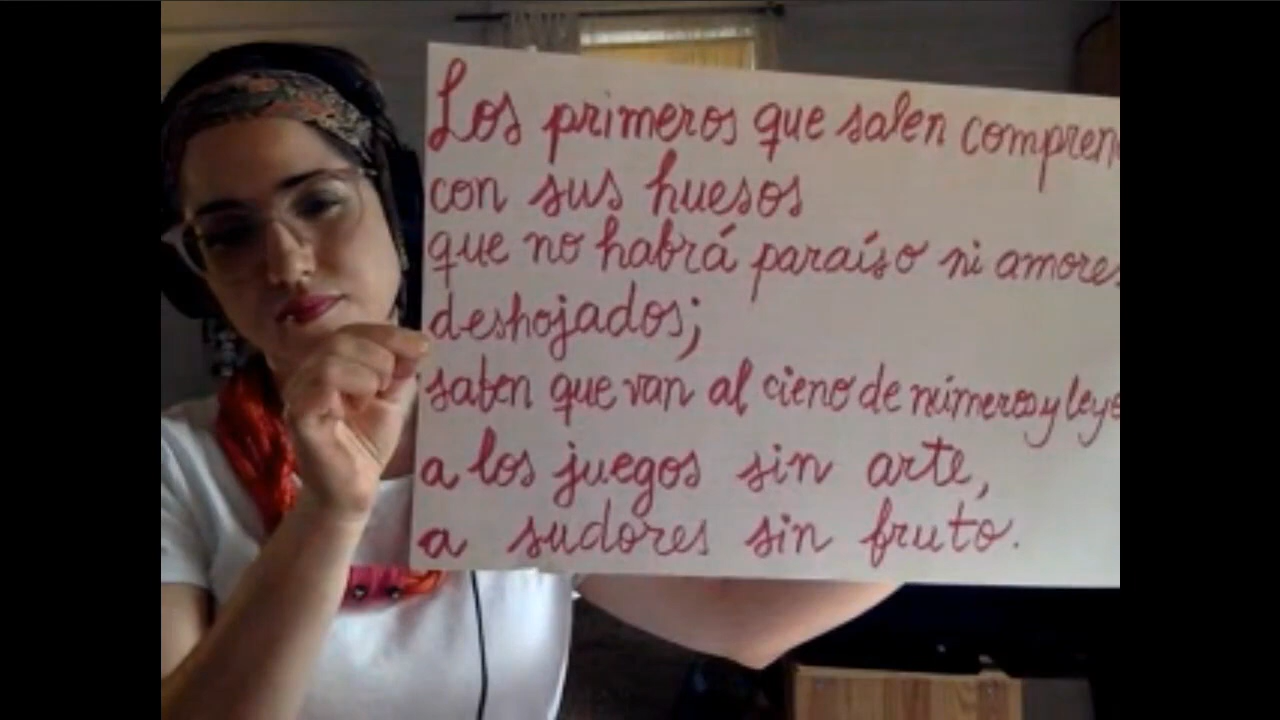 Los primeros que salen compren
con sus huesos
que no habrá paraíso ni amores
deshojados;
saben que van al cieno de números y leye
a los juegos sin arte,
a sudores sin fruto.